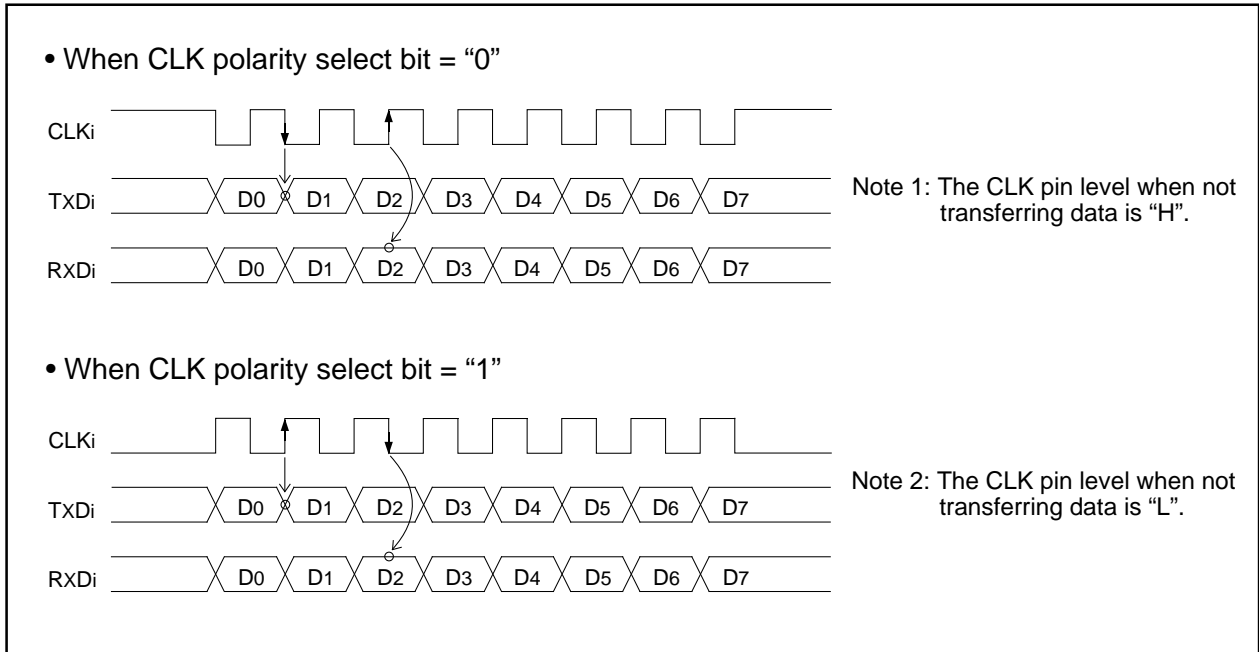 • When CLK polarity select bit = “0”
CLKi
TXDi D0 D1 D2 D3 D4 D5 D6 D7
RXDi D0 D1 D2 D3 D4 D5 D6 D7
Note 1: The CLK pin level when not
transferring data is “H”.
• When CLK polarity select bit = “1”
CLKi
TXDi D0 D1 D2 D3 D4 D5 D6 D7
RXDi D0 D1 D2 D3 D4 D5 D6 D7
Note 2: The CLK pin level when not
transferring data is “L”.